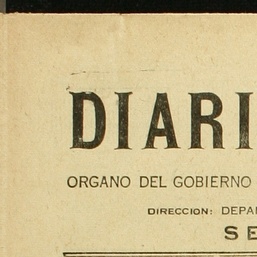 DIARI
ORGANO DEL GOBIERNO
DIRECCION: DEPA
SE